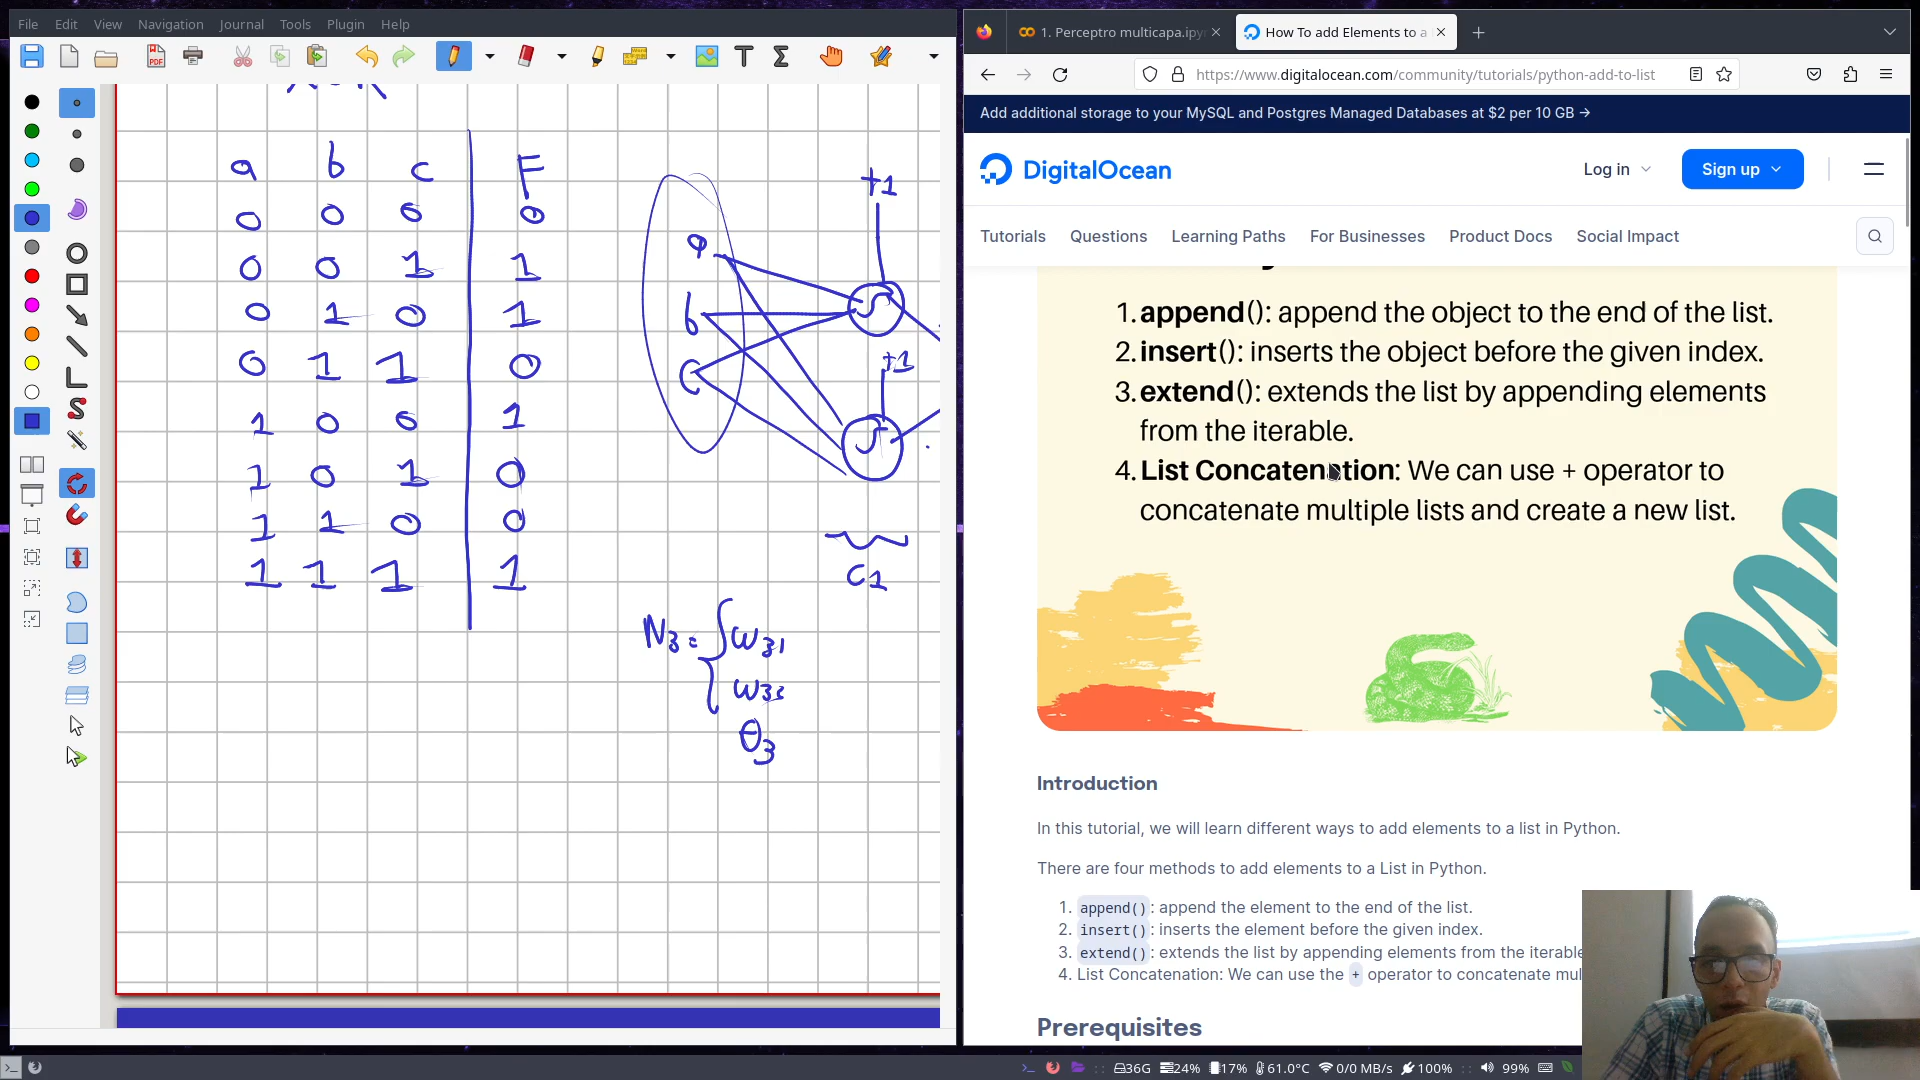 File Edit View Navigation Journal Tools Plugin Help
a b c F
0 0 0 0
0 0 1 1
0 1 0 1
0 1 1 0
1 0 0 1
1 0 1 0
1 1 0 0
1 1 1 1
+1
a
b
c
+1
C1
N3 = { W31
θ3
1. Perceptro multicapa.ipy
How To add Elements to a
https://www.digitalocean.com/community/tutorials/python-add-to-list
Add additional storage to your MySQL and Postgres Managed Databases at $2 per 10 GB →
DigitalOcean
Log in
Sign up
Tutorials Questions Learning Paths For Businesses Product Docs Social Impact
1. append(): append the object to the end of the list.
2. insert(): inserts the object before the given index.
3. extend(): extends the list by appending elements
from the iterable.
4. List Concatenation: We can use + operator to
concatenate multiple lists and create a new list.
Introduction
In this tutorial, we will learn different ways to add elements to a list in Python.
There are four methods to add elements to a List in Python.
1. append(): append the element to the end of the list.
2. insert(): inserts the element before the given index.
3. extend(): extends the list by appending elements from the iterable
4. List Concatenation: We can use the + operator to concatenate mul
Prerequisites
36G 24% 17% 61.0°C 0/0 MB/s 100% 99%